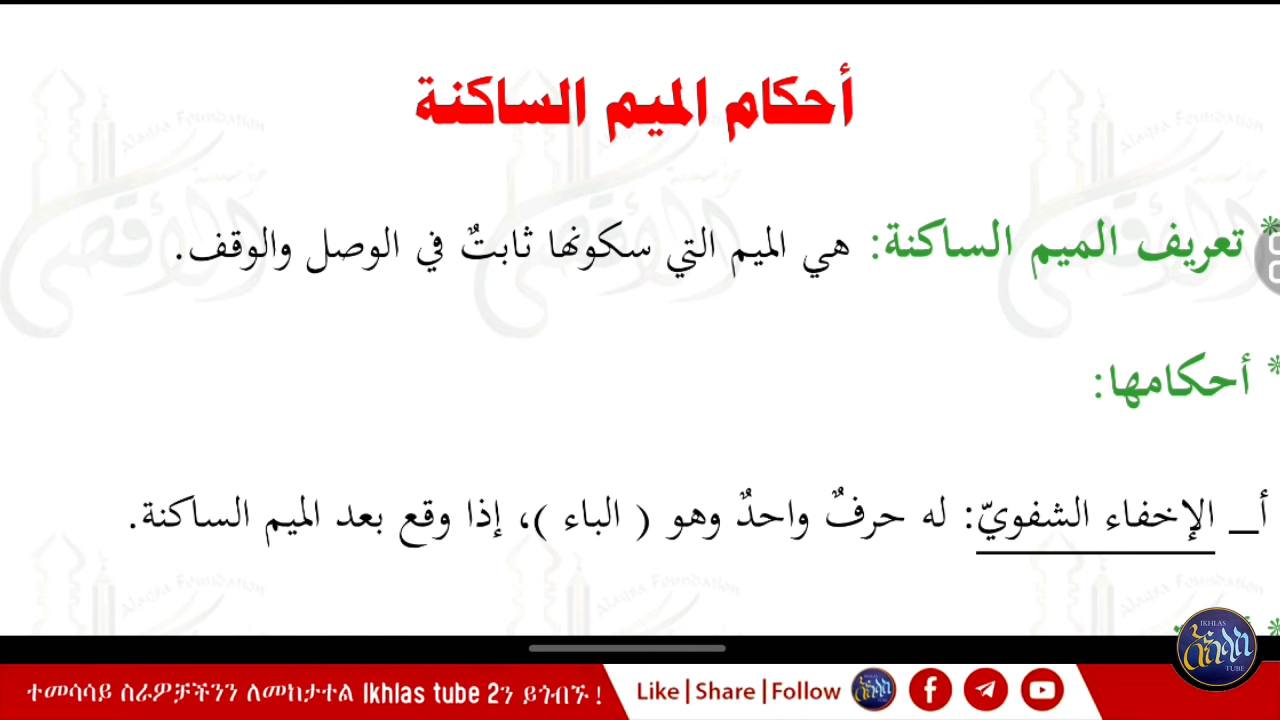 أحكام الميم الساكنة
* تعريف الميم الساكنة: هي الميم التي سكونها ثابتٌ في الوصل والوقف.
* أحكامها:
أ_ الإخفاء الشفويّ: له حرفٌ واحدٌ وهو ( الباء )، إذا وقع بعد الميم الساكنة.
IKHLAS
TUBE
ተመሳሳይ ስራዎቻችንን ለመከታተል Ikhlas tube 2ን ይጎብኙ !
Like | Share | Follow